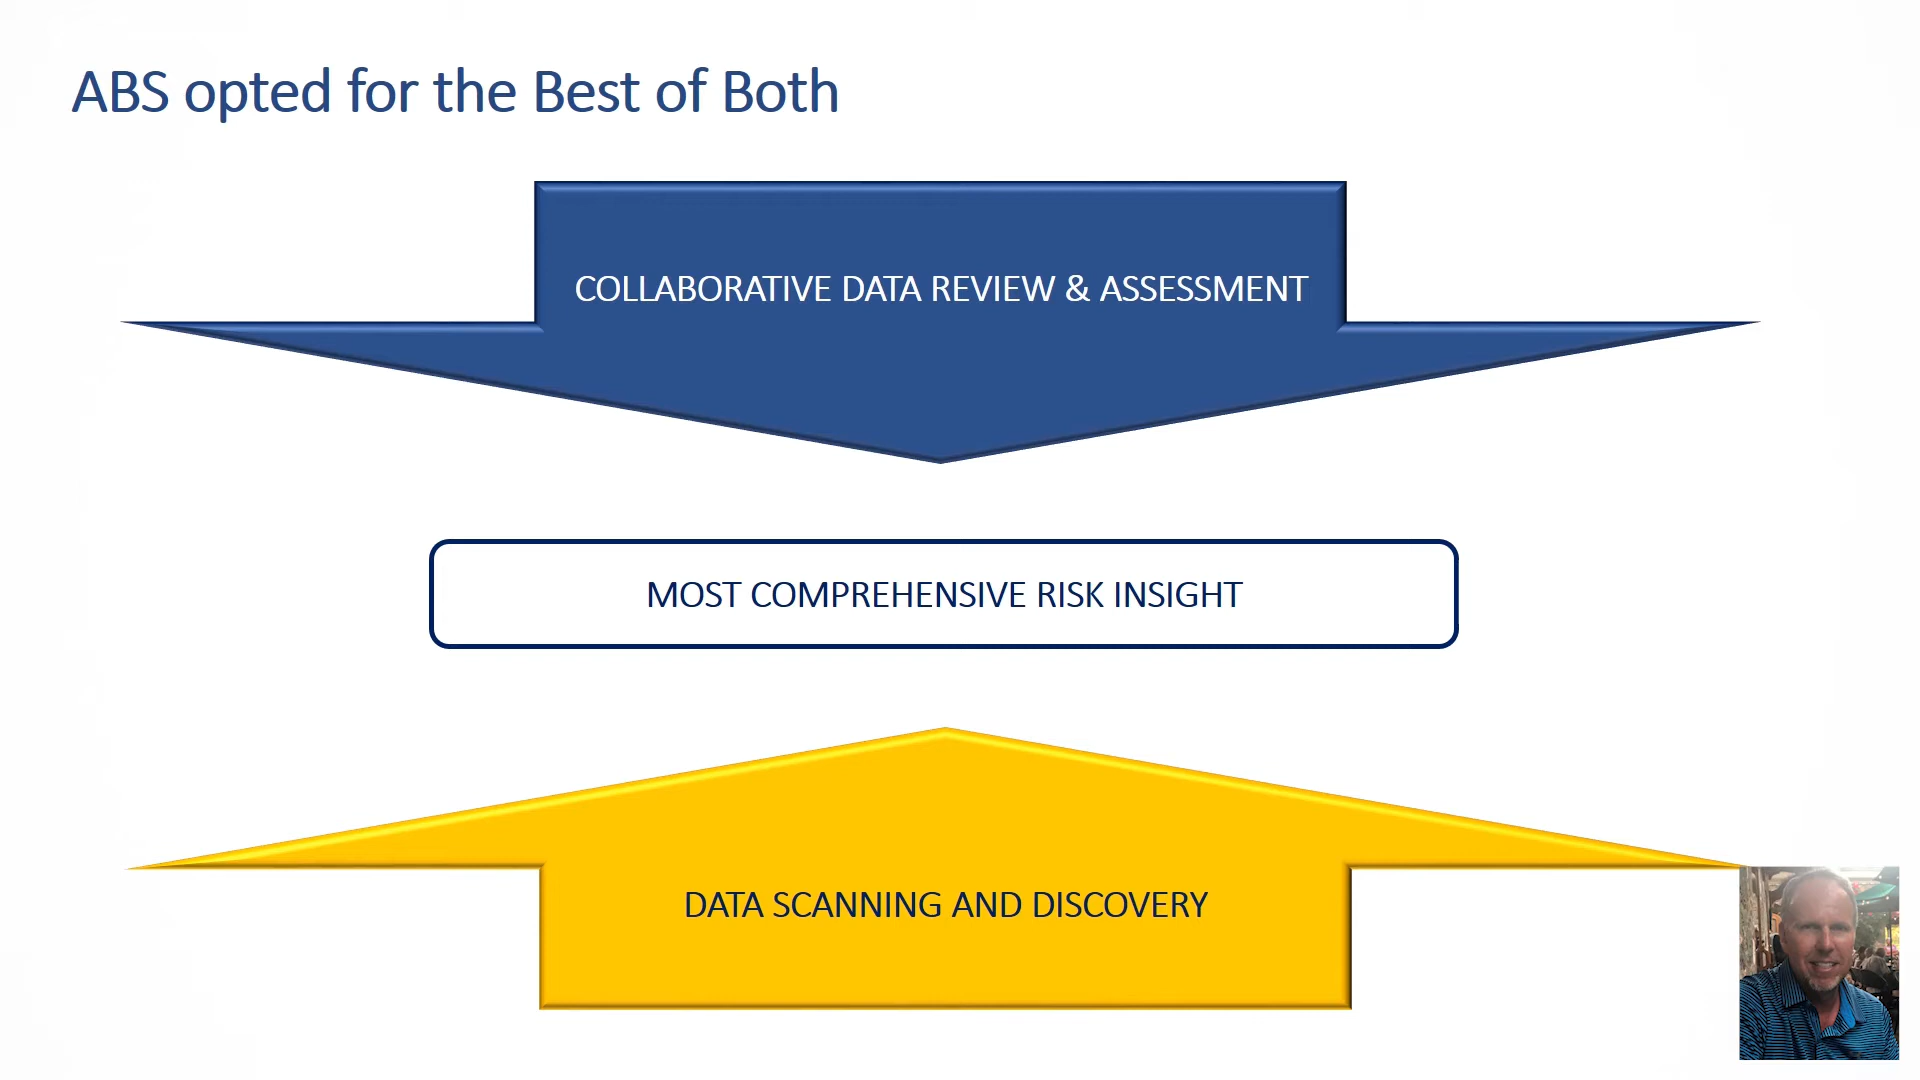 ABS opted for the Best of Both
COLLABORATIVE DATA REVIEW & ASSESSMENT
MOST COMPREHENSIVE RISK INSIGHT
DATA SCANNING AND DISCOVERY